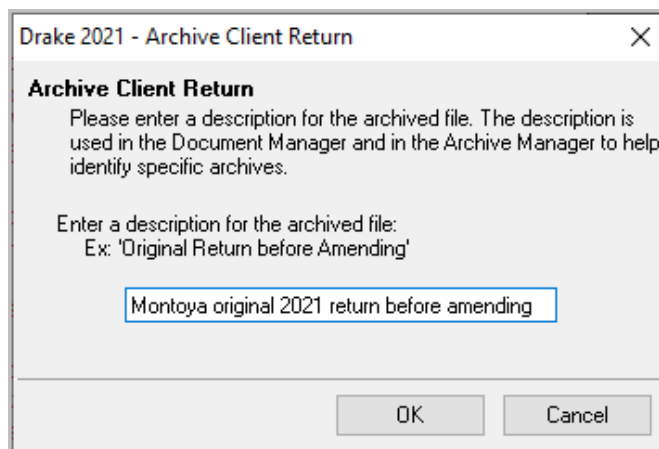 Drake 2021 - Archive Client Return
Archive Client Return
Please enter a description for the archived file. The description is
used in the Document Manager and in the Archive Manager to help
identify specific archives.
Enter a description for the archived file:
Ex: 'Original Return before Amending'
Montoya original 2021 return before amending
OK
Cancel